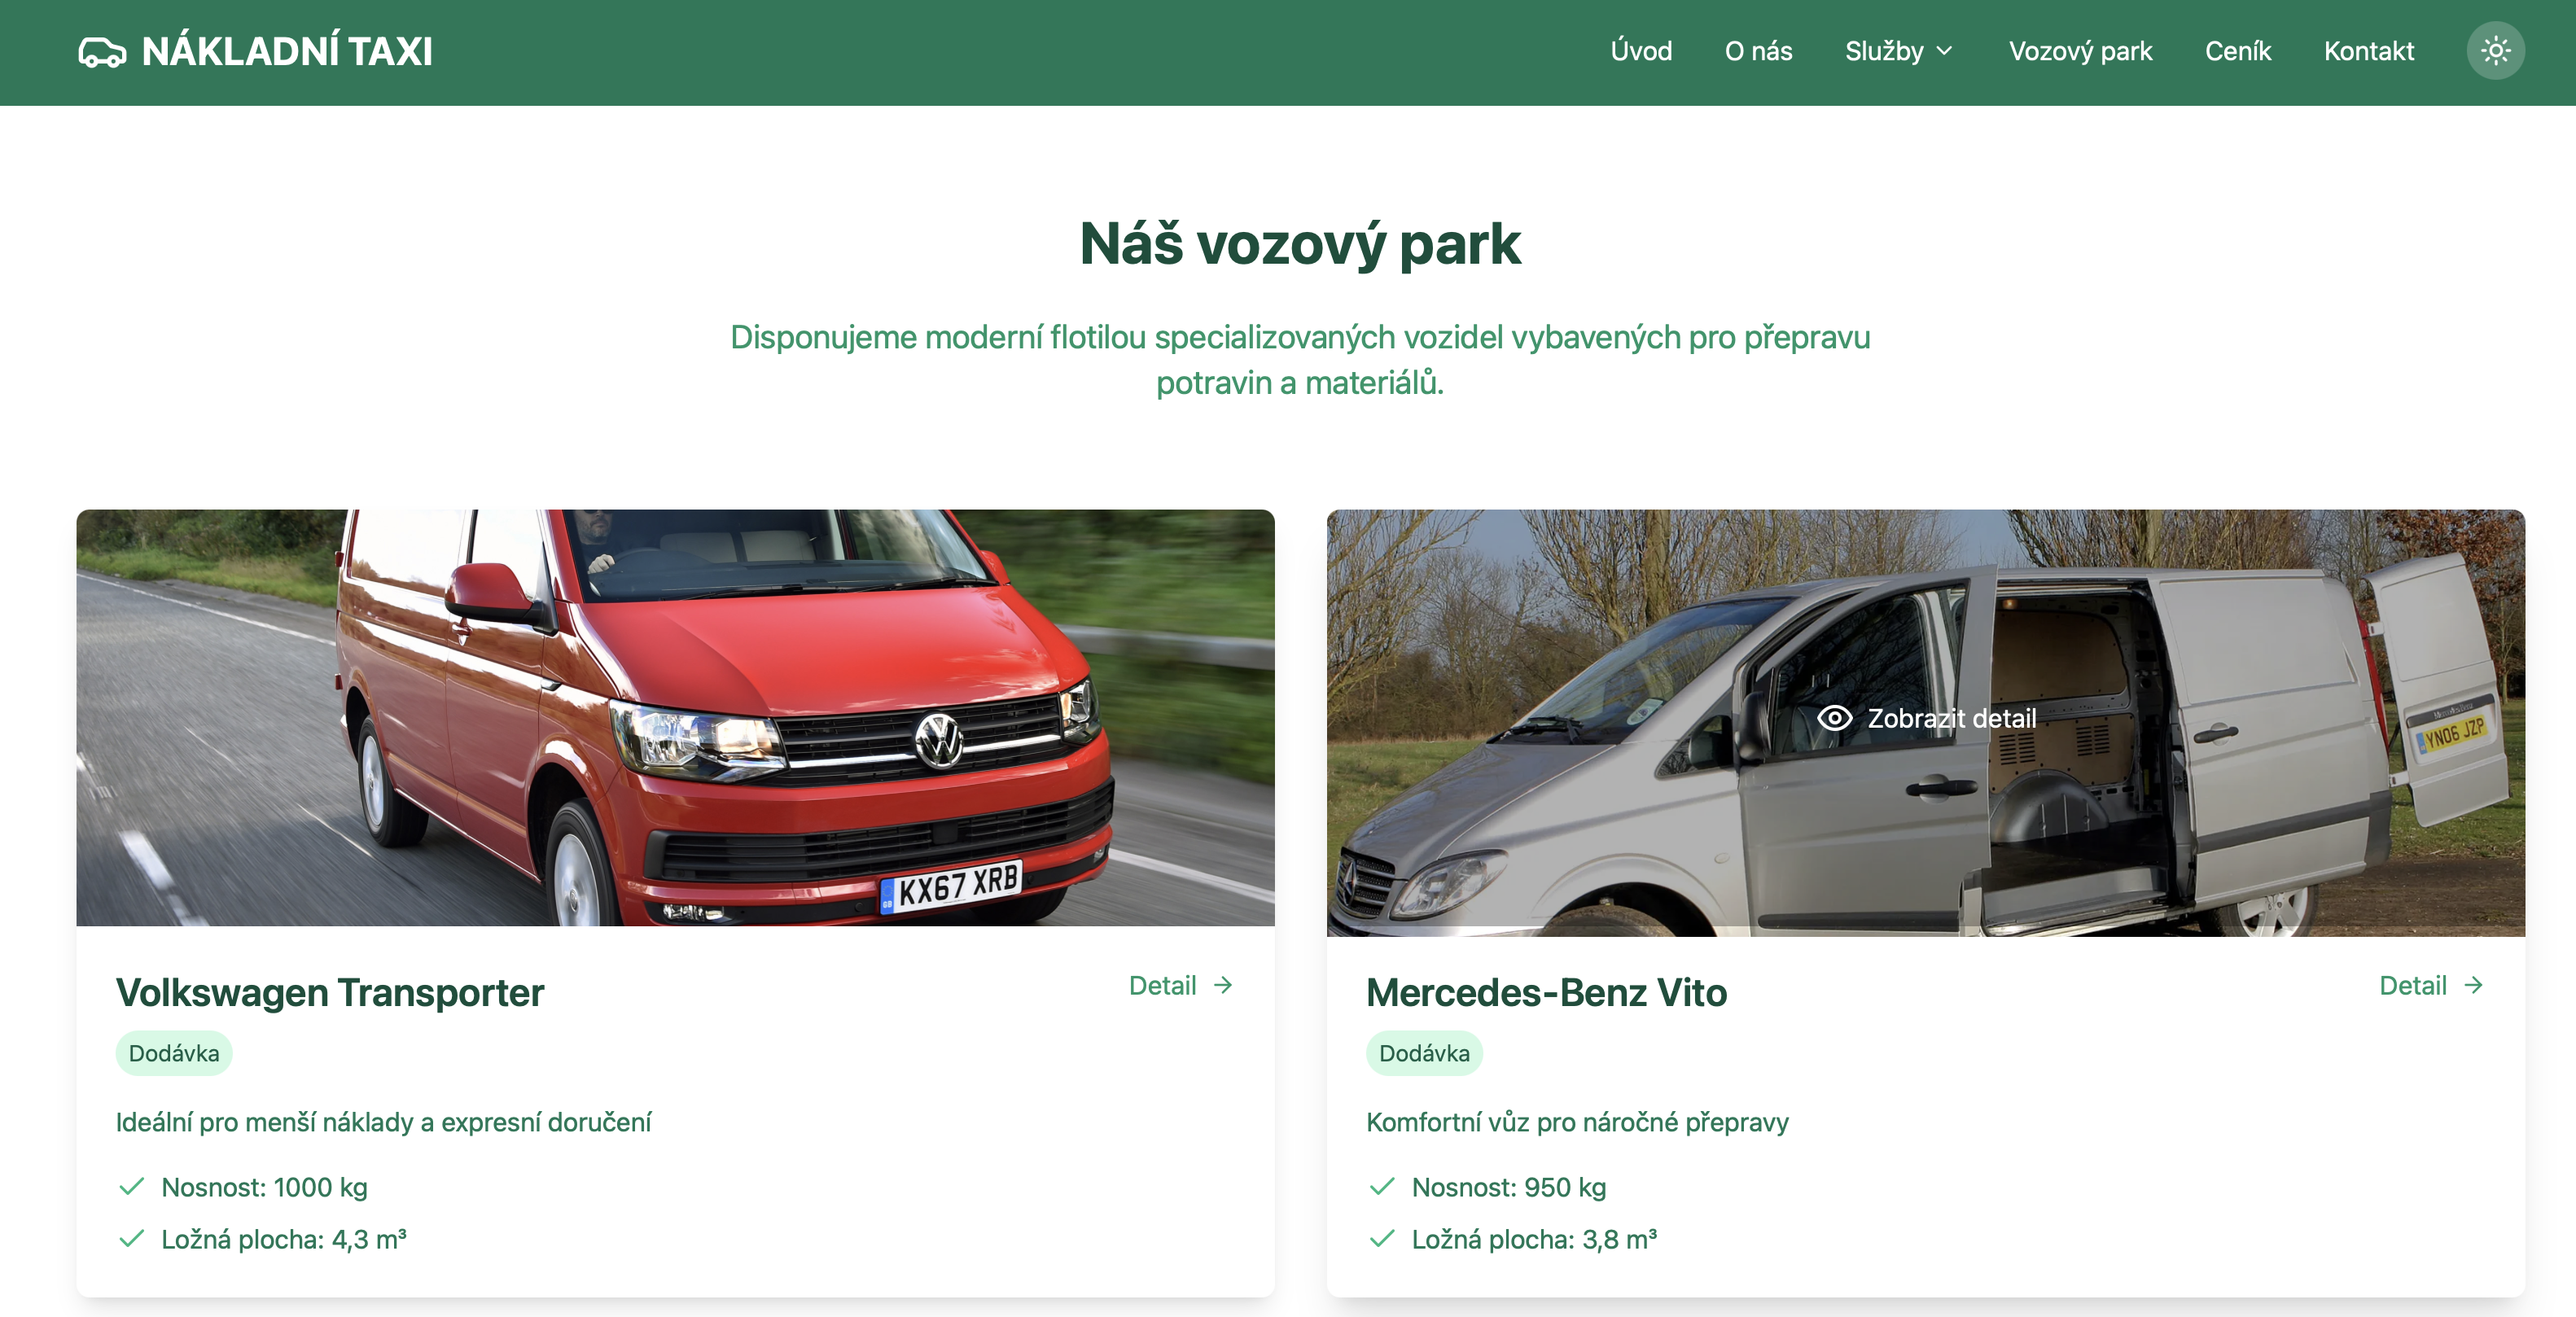 NÁKLADNÍ TAXI
Úvod
O nás
Služby
Vozový park
Ceník
Kontakt
Náš vozový park
Disponujeme moderní flotilou specializovaných vozidel vybavených pro přepravu
potravin a materiálů.
KX67 XRB
GB
Zobrazit detail
YN06 JZP
Volkswagen Transporter
Detail
Dodávka
Ideální pro menší náklady a expresní doručení
Nosnost: 1000 kg
Ložná plocha: 4,3 m³
Mercedes-Benz Vito
Detail
Dodávka
Komfortní vůz pro náročné přepravy
Nosnost: 950 kg
Ložná plocha: 3,8 m³